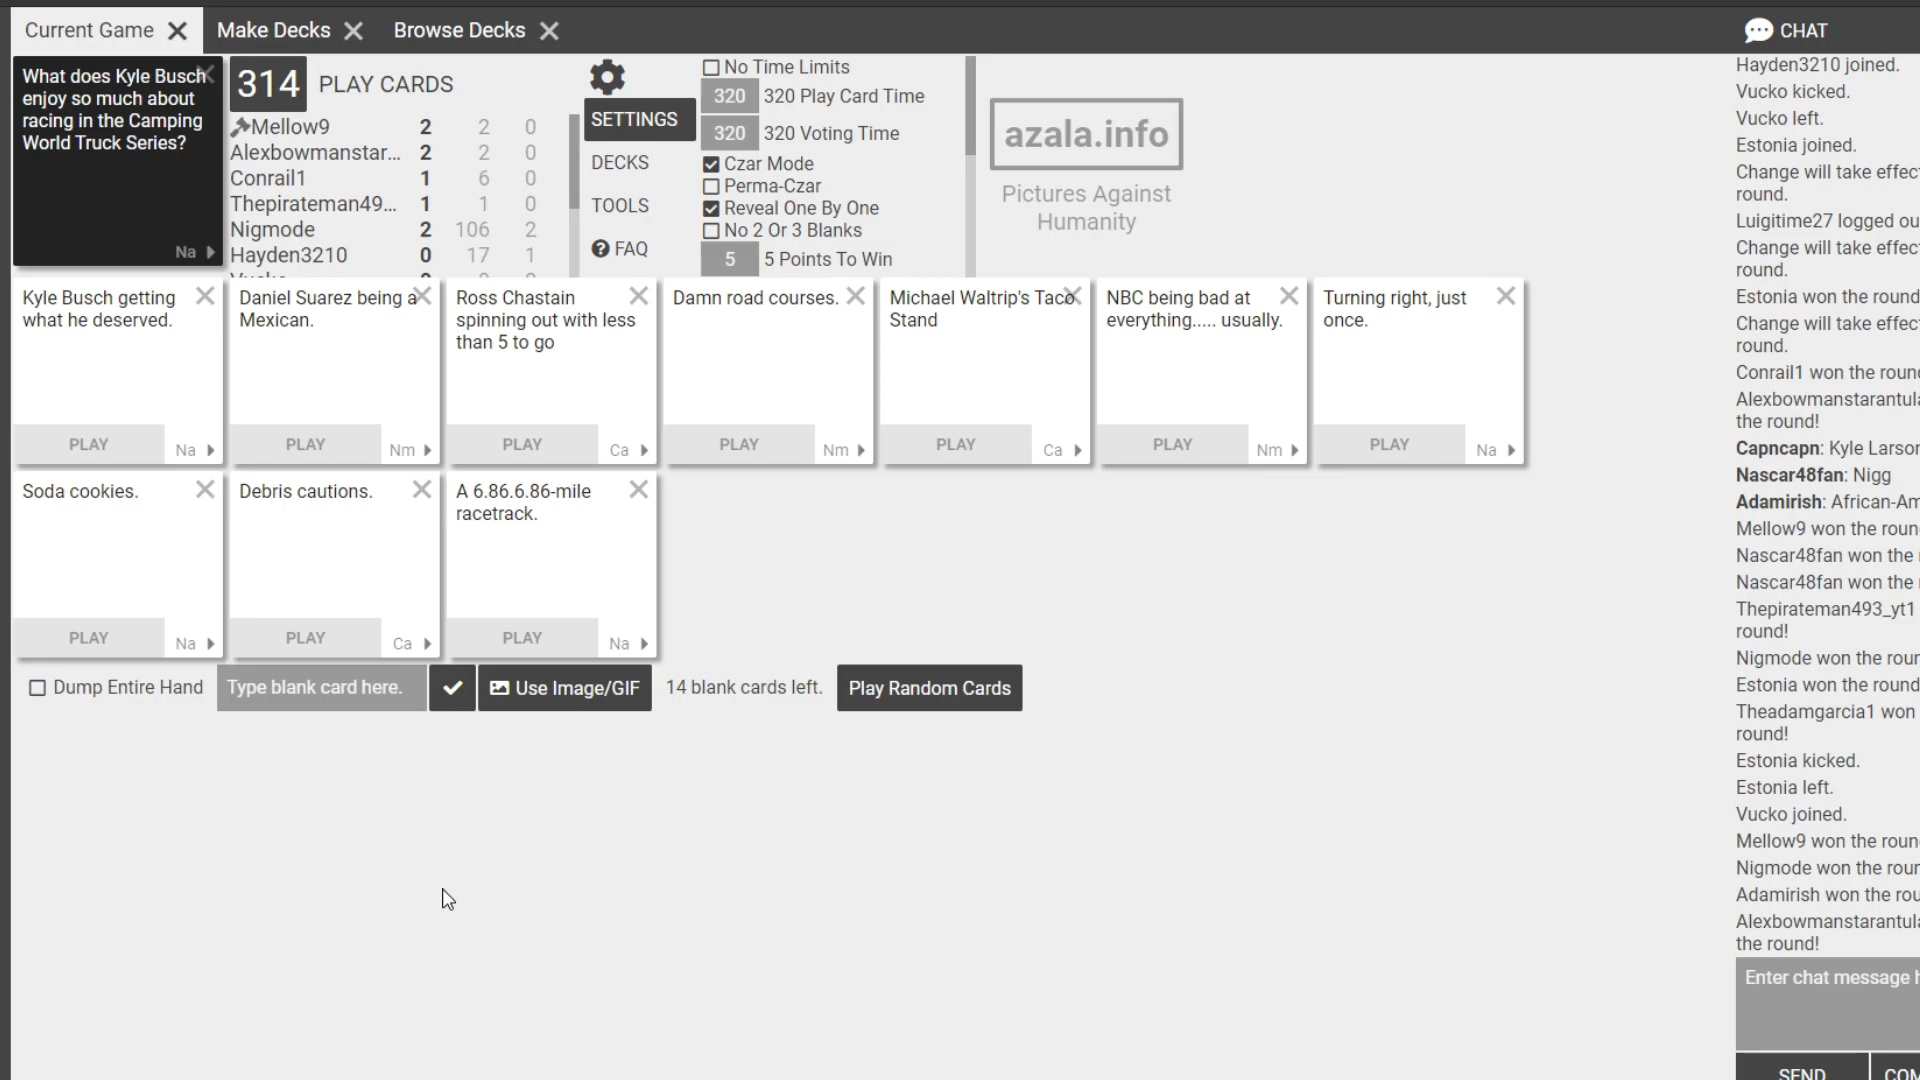 Current Game
Make Decks
Browse Decks
CHAT
What does Kyle Busch
enjoy so much about
racing in the Camping
World Truck Series?
Na
314 PLAY CARDS
Mellow9 2 2 0
Alexbowmanstar... 2 2 0
Conrail1 1 6 0
Thepirateman49... 1 1 0
Nigmode 2 106 2
Hayden3210 0 17 1
SETTINGS
DECKS
TOOLS
FAQ
No Time Limits
320 320 Play Card Time
320 320 Voting Time
Czar Mode
Perma-Czar
Reveal One By One
No 2 Or 3 Blanks
5 5 Points To Win
azala.info
Pictures Against
Humanity
Kyle Busch getting
what he deserved.
PLAY Na
Daniel Suarez being a
Mexican.
PLAY Nm
Ross Chastain
spinning out with less
than 5 to go
PLAY Ca
Damn road courses.
PLAY Nm
Michael Waltrip's Taco
Stand
PLAY Ca
NBC being bad at
everything..... usually.
PLAY Nm
Turning right, just
once.
PLAY Na
Soda cookies.
PLAY Na
Debris cautions.
PLAY Ca
A 6.86.6.86-mile
racetrack.
PLAY Na
Dump Entire Hand
Type blank card here.
Use Image/GIF
14 blank cards left.
Play Random Cards
Hayden3210 joined.
Vucko kicked.
Vucko left.
Estonia joined.
Change will take effec
round.
Luigitime27 logged ou
Change will take effec
round.
Estonia won the round
Change will take effec
round.
Conrail1 won the roun
Alexbowmanstarantul
the round!
Capncapn: Kyle Larson
Nascar48fan: Nigg
Adamirish: African-Am
Mellow9 won the roun
Nascar48fan won the
Nascar48fan won the
Thepirateman493_yt1
round!
Nigmode won the rour
Estonia won the round
Theadamgarcia1 won
round!
Estonia kicked.
Estonia left.
Vucko joined.
Mellow9 won the roun
Nigmode won the rour
Adamirish won the rou
Alexbowmanstarantul
the round!
Enter chat message h
SEND
COM